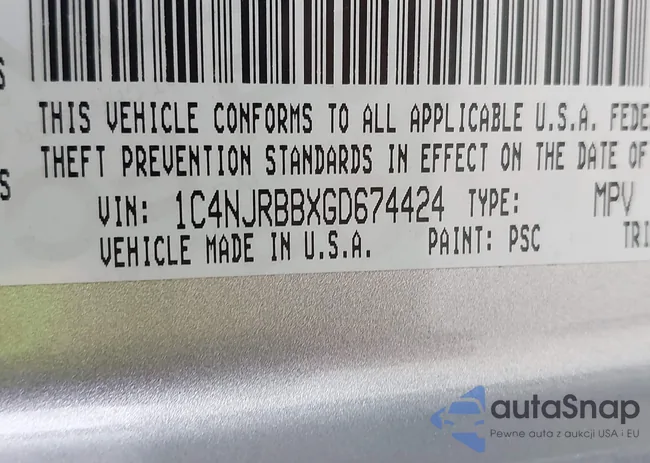 S
THIS VEHICLE CONFORMS TO ALL APPLICABLE U.S.A. FEDE
THEFT PREVENTION STANDARDS IN EFFECT ON THE DATE OF
S
VIN: 1C4NJRBBXGD674424 TYPE: MPV
VEHICLE MADE IN U.S.A. PAINT: PSC TRI
autaSnap
Pewne auta z aukcji USA i EU